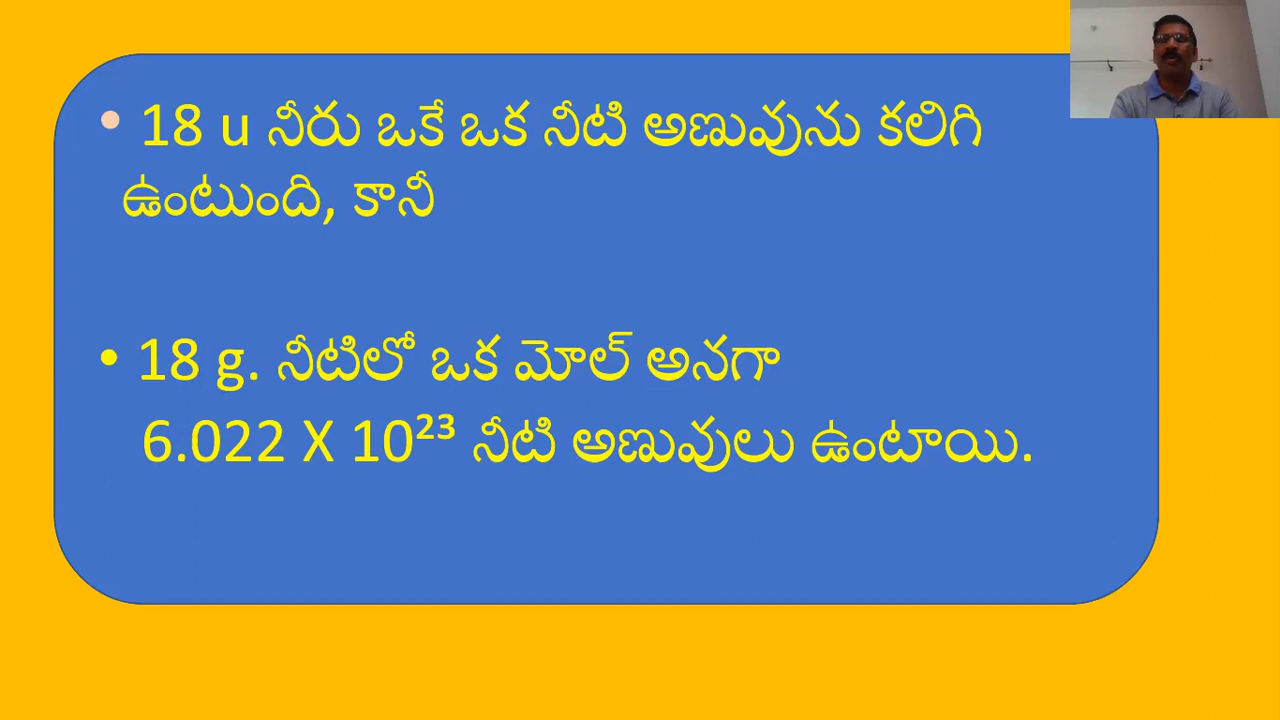 • 18 u నీరు ఒకే ఒక నీటి అణువును కలిగి
ఉంటుంది, కానీ
• 18 g. నీటిలో ఒక మోల్ అనగా
6.022 X 10²³ నీటి అణువులు ఉంటాయి.